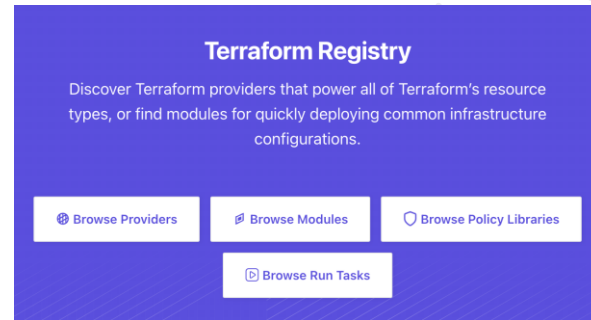 Terraform Registry
Discover Terraform providers that power all of Terraform's resource
types, or find modules for quickly deploying common infrastructure
configurations.
Browse Providers
Browse Modules
Browse Policy Libraries
Browse Run Tasks